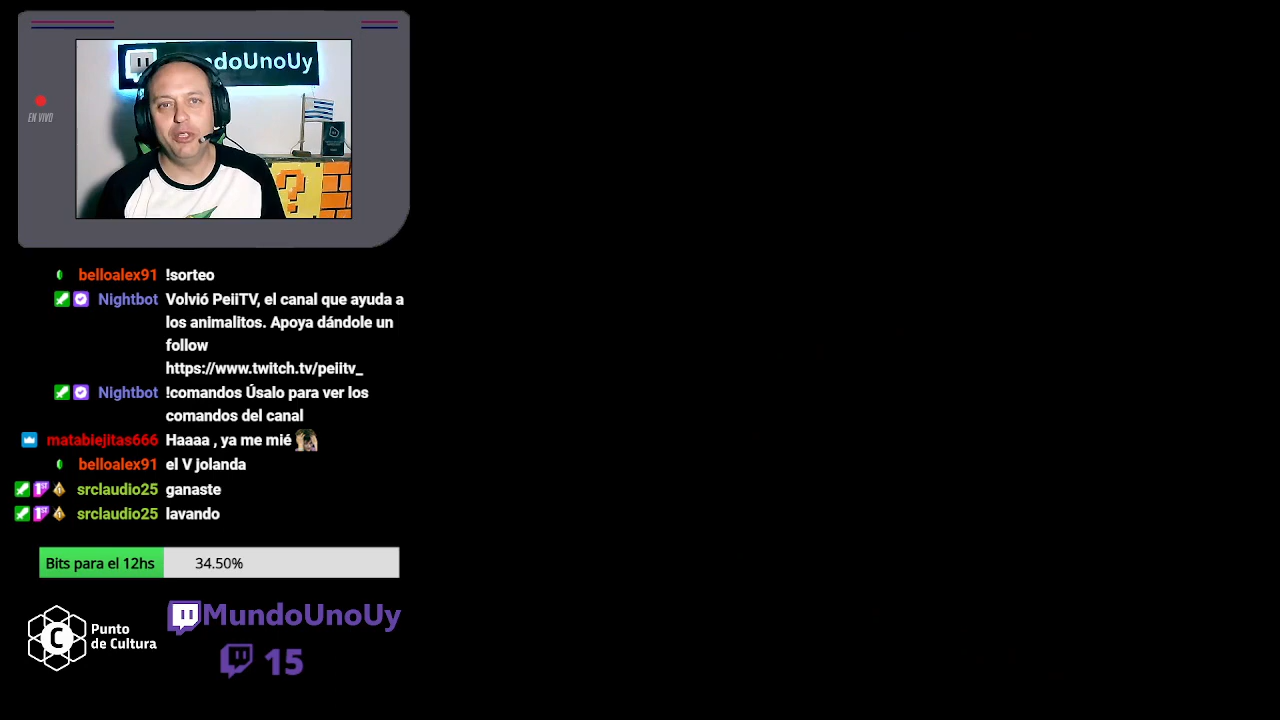 doUnoUy
EN VIVO
belloalex91 !sorteo
Nightbot Volvió PeiiTV, el canal que ayuda a
los animalitos. Apoya dándole un
follow
https://www.twitch.tv/peiitv_
Nightbot !comandos Úsalo para ver los
comandos del canal
matabiejitas666 Haaaa , ya me mié
belloalex91 el V jolanda
srclaudio25 ganaste
srclaudio25 lavando
Bits para el 12hs 34.50%
C Punto
de Cultura
MundoUnoUy
15